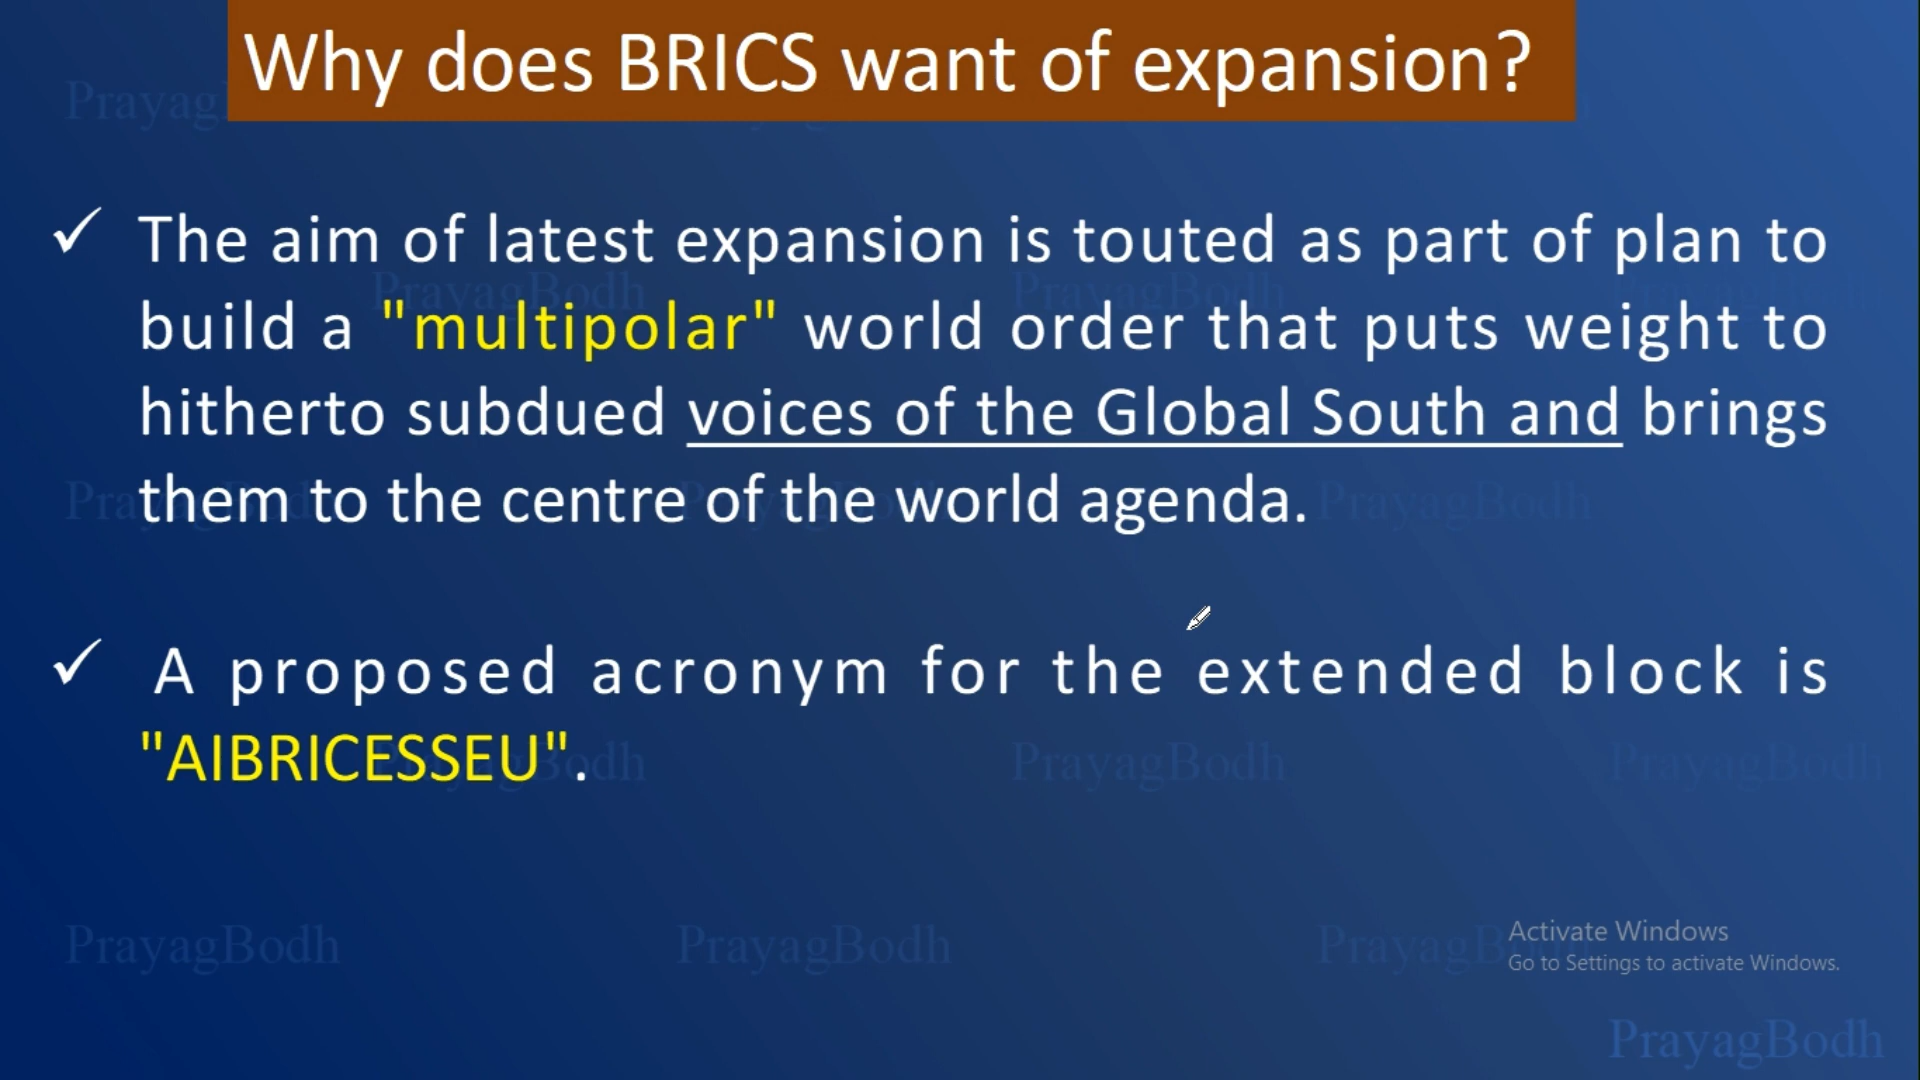 Why does BRICS want of expansion?
✓ The aim of latest expansion is touted as part of plan to
build a "multipolar" world order that puts weight to
hitherto subdued voices of the Global South and brings
them to the centre of the world agenda.
✓ A proposed acronym for the extended block is
"AIBRICESSEU".
PrayagBodh PrayagBodh PrayagBodh
Activate Windows
Go to Settings to activate Windows.
PrayagBodh